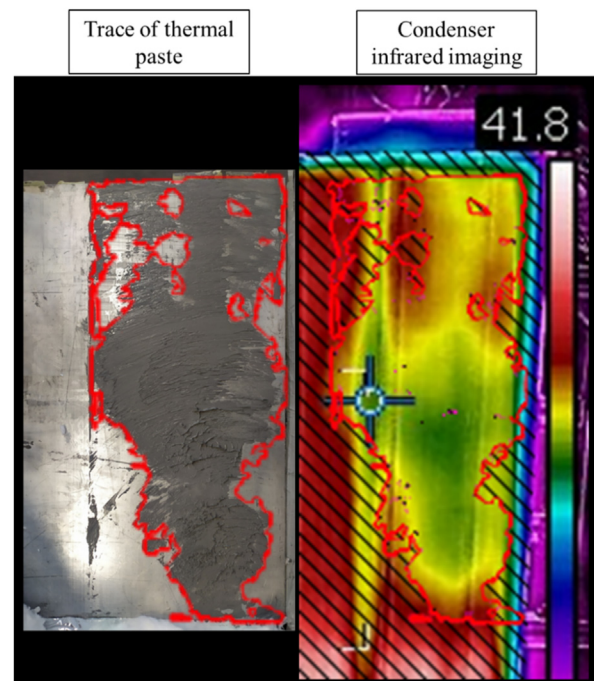 Trace of thermal
paste
Condenser
infrared imaging
41.8